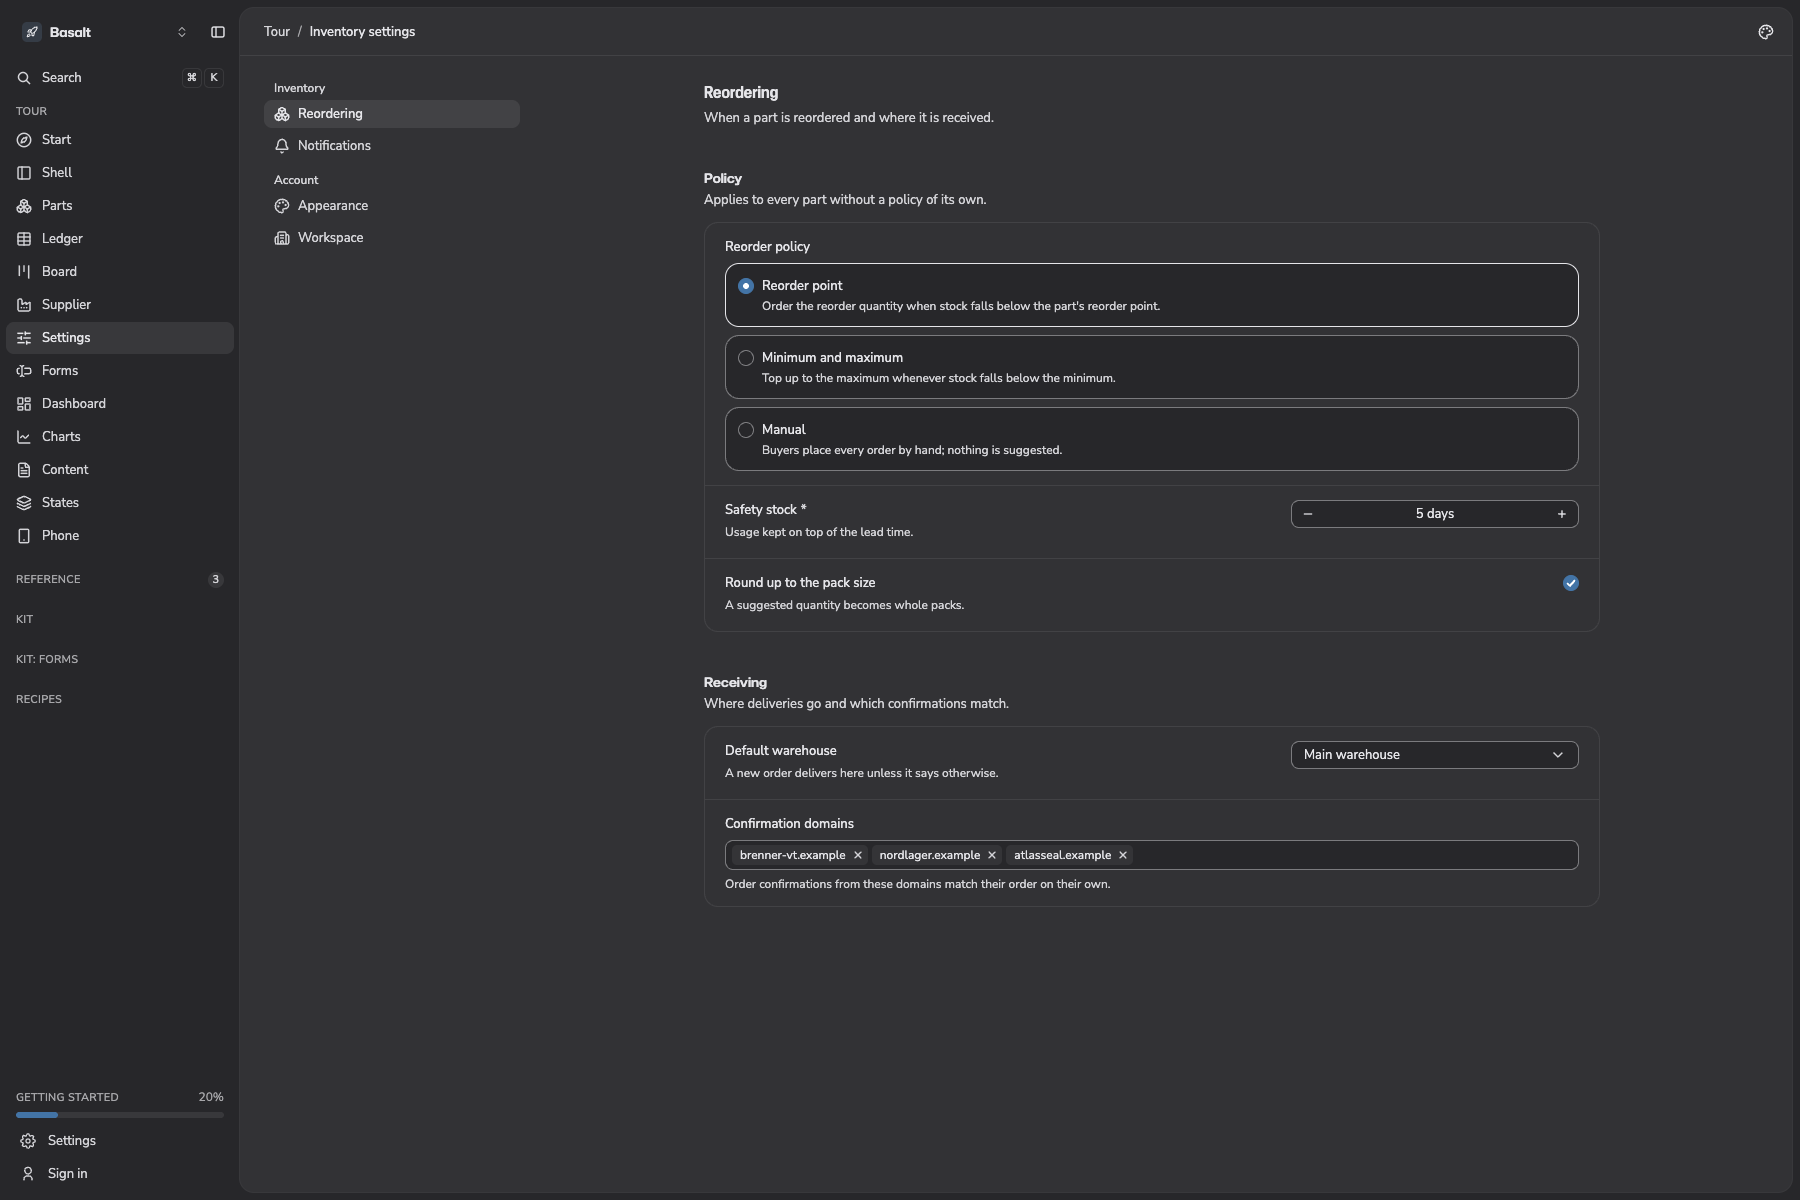 Basalt
Search ⌘ K
TOUR
Start
Shell
Parts
Ledger
Board
Supplier
Settings
Forms
Dashboard
Charts
Content
States
Phone
REFERENCE 3
KIT
KIT: FORMS
RECIPES
GETTING STARTED 20%
Settings
Sign in
Tour / Inventory settings
Inventory
Reordering
Notifications
Account
Appearance
Workspace
Reordering
When a part is reordered and where it is received.
Policy
Applies to every part without a policy of its own.
Reorder policy
Reorder point
Order the reorder quantity when stock falls below the part's reorder point.
Minimum and maximum
Top up to the maximum whenever stock falls below the minimum.
Manual
Buyers place every order by hand; nothing is suggested.
Safety stock *
Usage kept on top of the lead time.
− 5 days +
Round up to the pack size
A suggested quantity becomes whole packs.
Receiving
Where deliveries go and which confirmations match.
Default warehouse
A new order delivers here unless it says otherwise.
Main warehouse
Confirmation domains
brenner-vt.example × nordlager.example × atlasseal.example ×
Order confirmations from these domains match their order on their own.